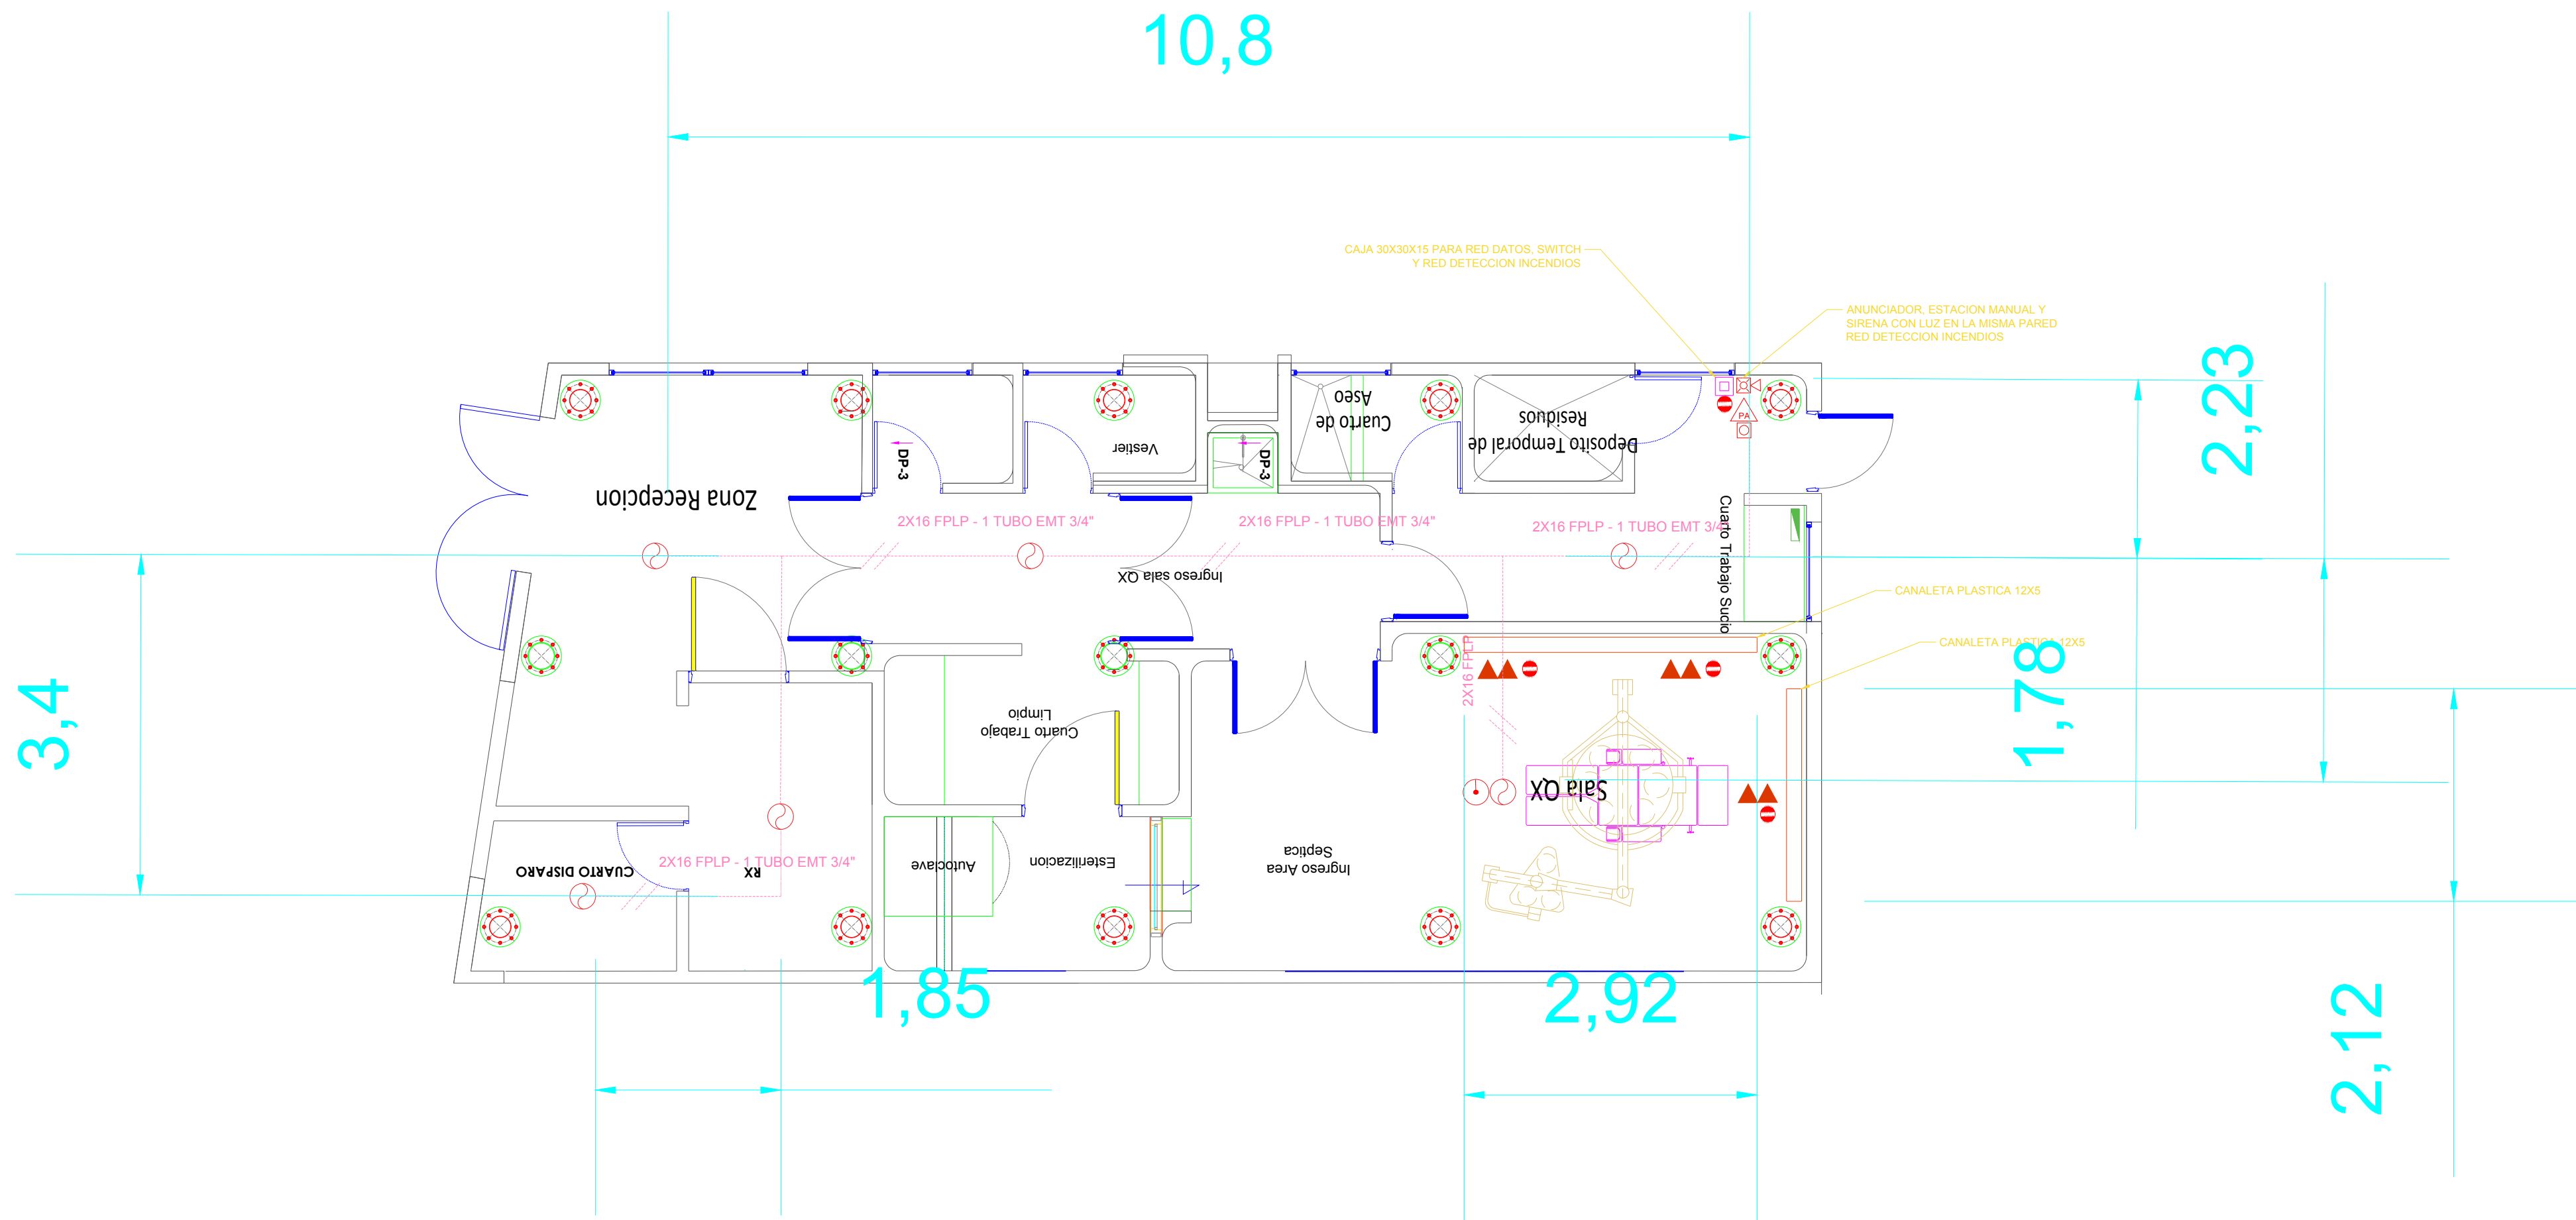 10,8
CAJA 30X30X15 PARA RED DATOS, SWITCH
Y RED DETECCION INCENDIOS
ANUNCIADOR, ESTACION MANUAL Y
SIRENA CON LUZ EN LA MISMA PARED
RED DETECCION INCENDIOS
2,23
PA
Cuarto de
Aseo
Deposito Temporal de
Residuos
Vestier
DP-3
DP-3
Zona Recepcion
2X16 FPLP - 1 TUBO EMT 3/4"
2X16 FPLP - 1 TUBO EMT 3/4"
2X16 FPLP - 1 TUBO EMT 3/4"
Cuarto Trabajo Sucio
Ingreso sala QX
CANALETA PLASTICA 12X5
CANALETA PLASTICA 12X5
2X16 FPLP
1,78
3,4
Cuarto Trabajo
Limpio
Sala QX
Ingreso Area
Septica
Esterilizacion
Autoclave
2X16 FPLP - 1 TUBO EMT 3/4"
RX
CUARTO DISPARO
1,85
2,92
2,12